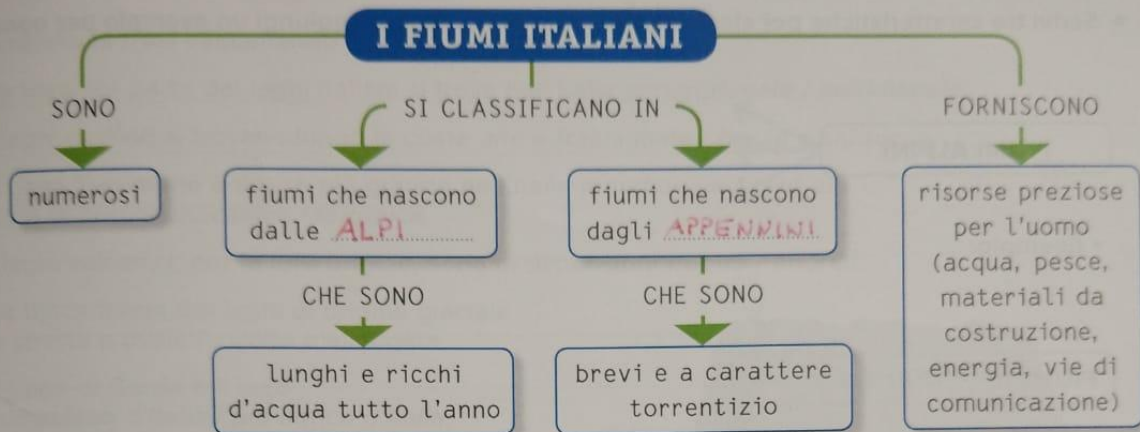 I FIUMI ITALIANI
SONO
numerosi
SI CLASSIFICANO IN
fiumi che nascono
dalle ALPI
CHE SONO
lunghi e ricchi
d'acqua tutto l'anno
fiumi che nascono
dagli APPENNINI
CHE SONO
brevi e a carattere
torrentizio
FORNISCONO
risorse preziose
per l'uomo
(acqua, pesce,
materiali da
costruzione,
energia, vie di
comunicazione)